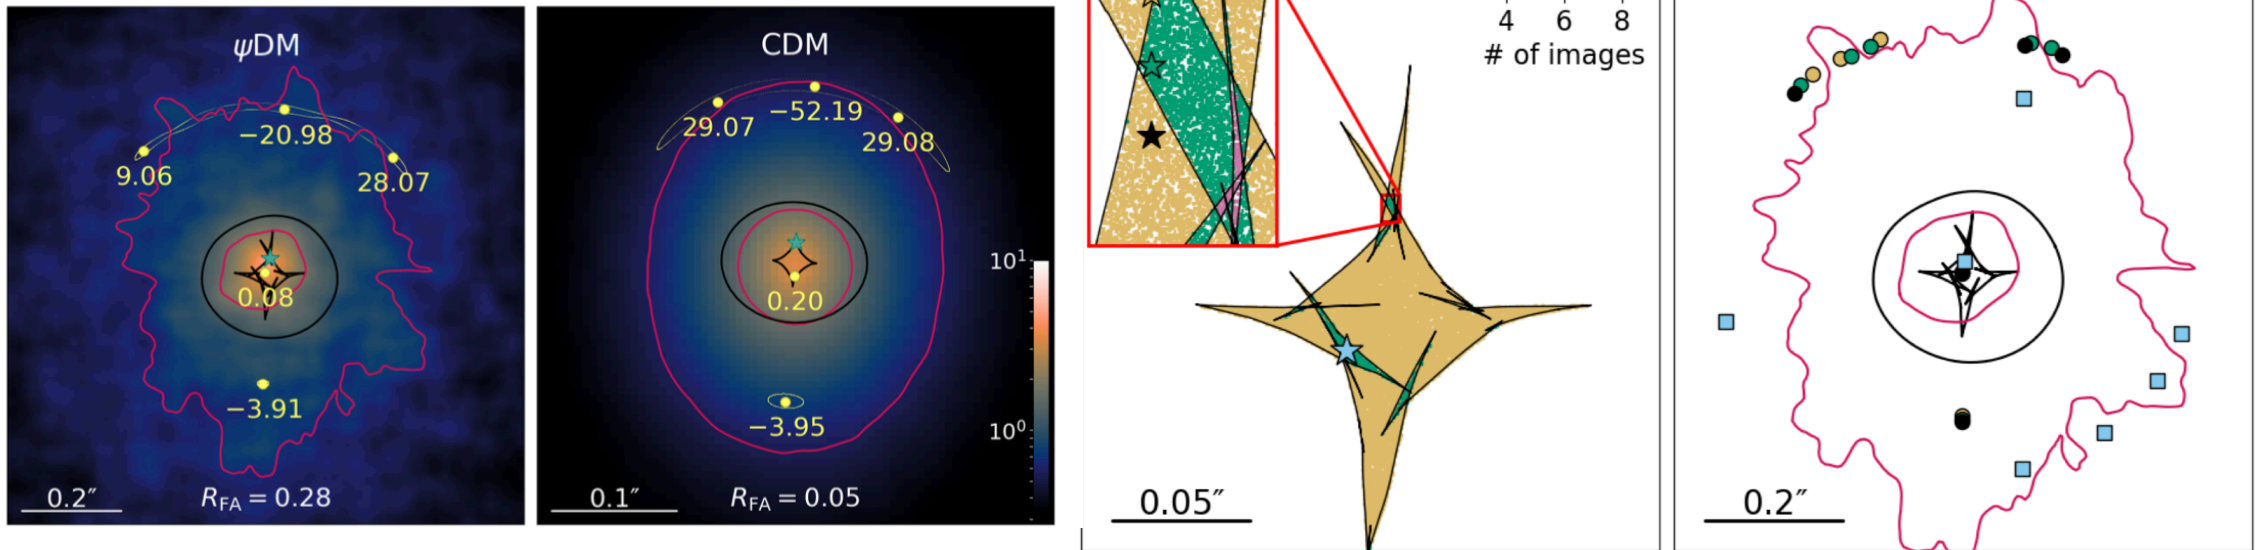 ψDM
−20.98
9.06
28.07
0.08
−3.91
0.2″
R_FA = 0.28
CDM
29.07
−52.19
29.08
0.20
−3.95
0.1″
R_FA = 0.05
10¹
10⁰
4 6 8
# of images
0.05″
0.2″